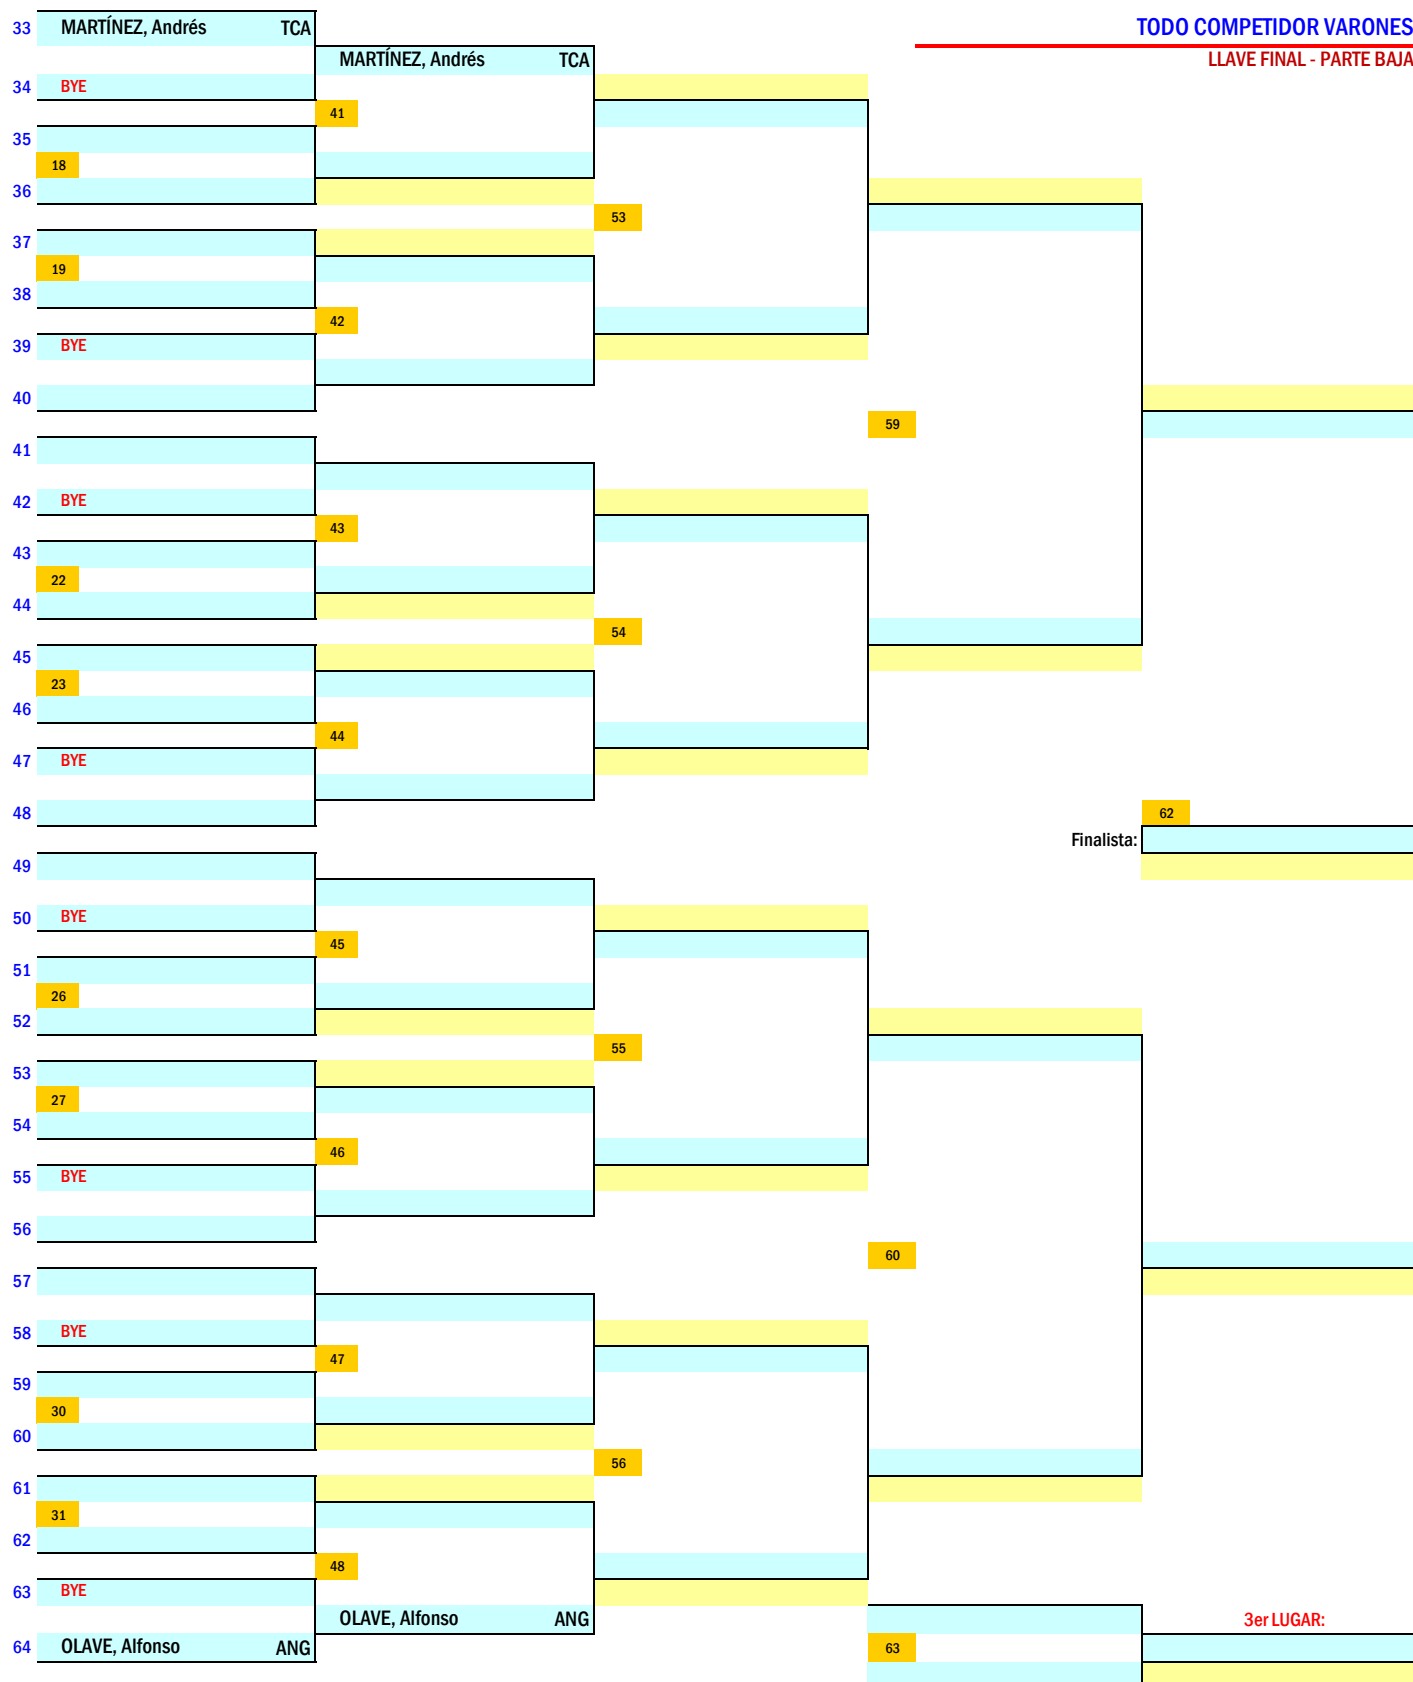 TODO COMPETIDOR VARONES
LLAVE FINAL - PARTE BAJA
33 MARTÍNEZ, Andrés TCA
MARTÍNEZ, Andrés TCA
34 BYE
41
35
18
36
53
37
19
38
42
39 BYE
40
59
41
42 BYE
43
43
22
44
54
45
23
46
44
47 BYE
48
62
Finalista:
49
50 BYE
45
51
26
52
55
53
27
54
46
55 BYE
56
60
57
58 BYE
47
59
30
60
56
61
31
62
48
63 BYE
OLAVE, Alfonso ANG
3er LUGAR:
64 OLAVE, Alfonso ANG
63